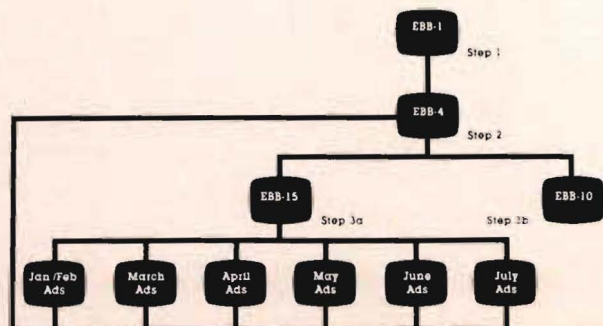 EBB-1
Step 1
EBB-4
Step 2
EBB-15
EBB-10
Step 3a
Step 3b
Jan/Feb
Ads
March
Ads
April
Ads
May
Ads
June
Ads
July
Ads